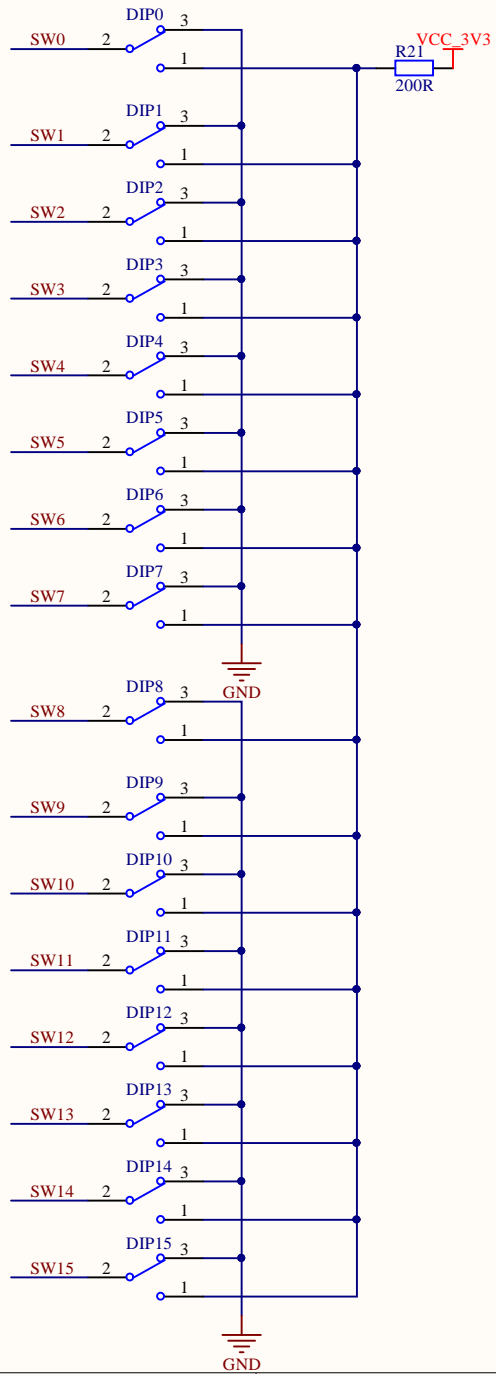 DIP0
SW0 2 3
1
VCC_3V3
R21
200R
DIP1
SW1 2 3
1
DIP2
SW2 2 3
1
DIP3
SW3 2 3
1
DIP4
SW4 2 3
1
DIP5
SW5 2 3
1
DIP6
SW6 2 3
1
DIP7
SW7 2 3
1
GND
DIP8
SW8 2 3
1
DIP9
SW9 2 3
1
DIP10
SW10 2 3
1
DIP11
SW11 2 3
1
DIP12
SW12 2 3
1
DIP13
SW13 2 3
1
DIP14
SW14 2 3
1
DIP15
SW15 2 3
1
GND